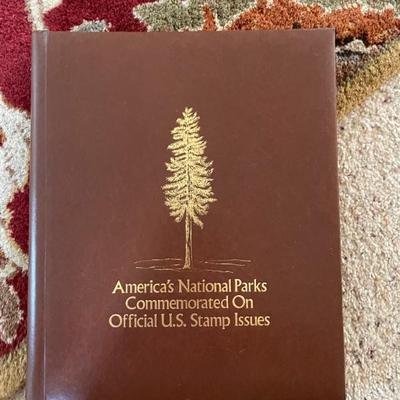 America's National Parks
Commemorated On
Official U.S. Stamp Issues